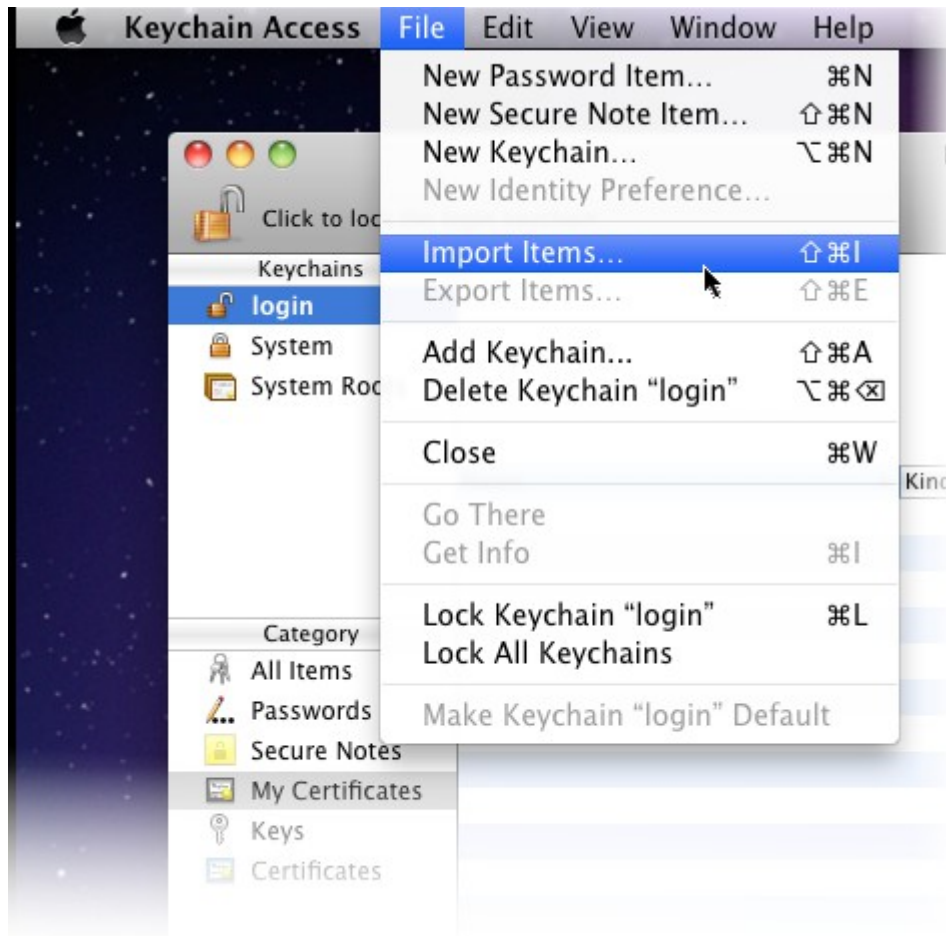 Keychain Access File Edit View Window Help
New Password Item... ⌘N
New Secure Note Item... ⇧⌘N
New Keychain... ⌥⌘N
New Identity Preference...
Import Items... ⇧⌘I
Export Items... ⇧⌘E
Add Keychain... ⇧⌘A
Delete Keychain “login” ⌥⌘⌫
Close ⌘W
Go There
Get Info ⌘I
Lock Keychain “login” ⌘L
Lock All Keychains
Make Keychain “login” Default
Click to loc
Keychains
login
System
System Roo
Kind
Category
All Items
Passwords
Secure Notes
My Certificates
Keys
Certificates